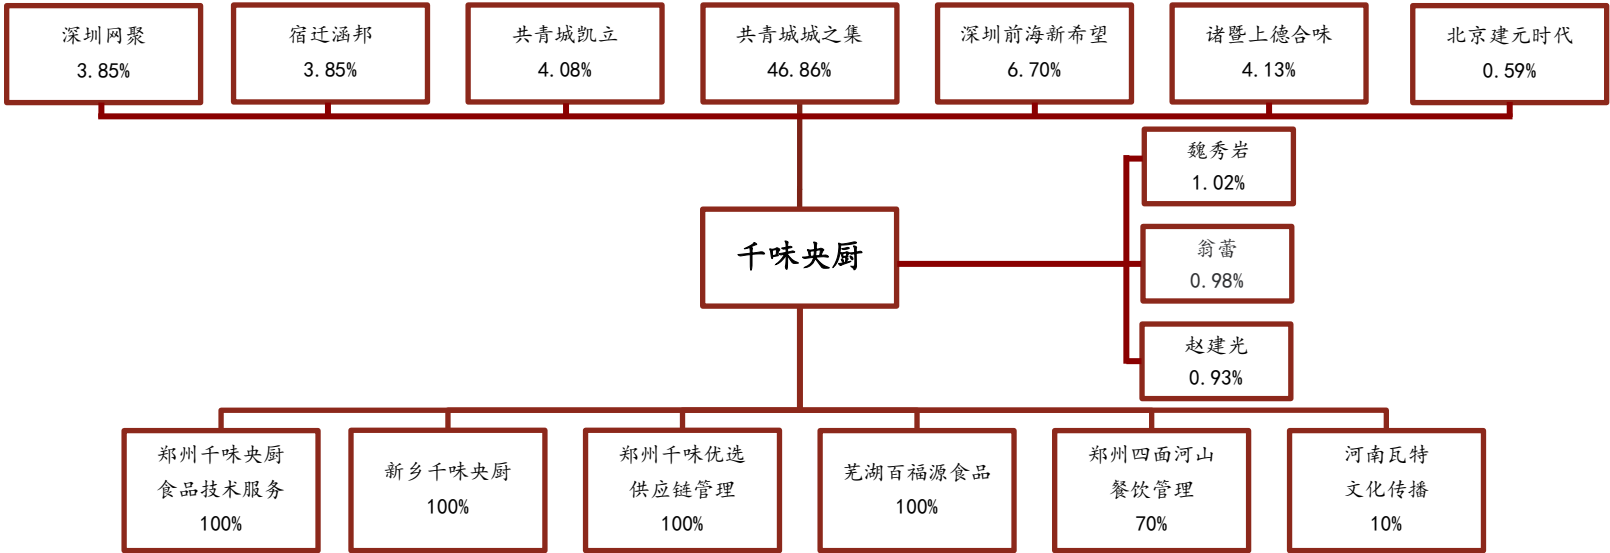 深圳网聚
3.85%
宿迁涵邦
3.85%
共青城凯立
4.08%
共青城城之集
46.86%
深圳前海新希望
6.70%
诸暨上德合味
4.13%
北京建元时代
0.59%
魏秀岩
1.02%
千味央厨
翁蕾
0.98%
赵建光
0.93%
郑州千味央厨
食品技术服务
100%
新乡千味央厨
100%
郑州千味优选
供应链管理
100%
芜湖百福源食品
100%
郑州四面河山
餐饮管理
70%
河南瓦特
文化传播
10%